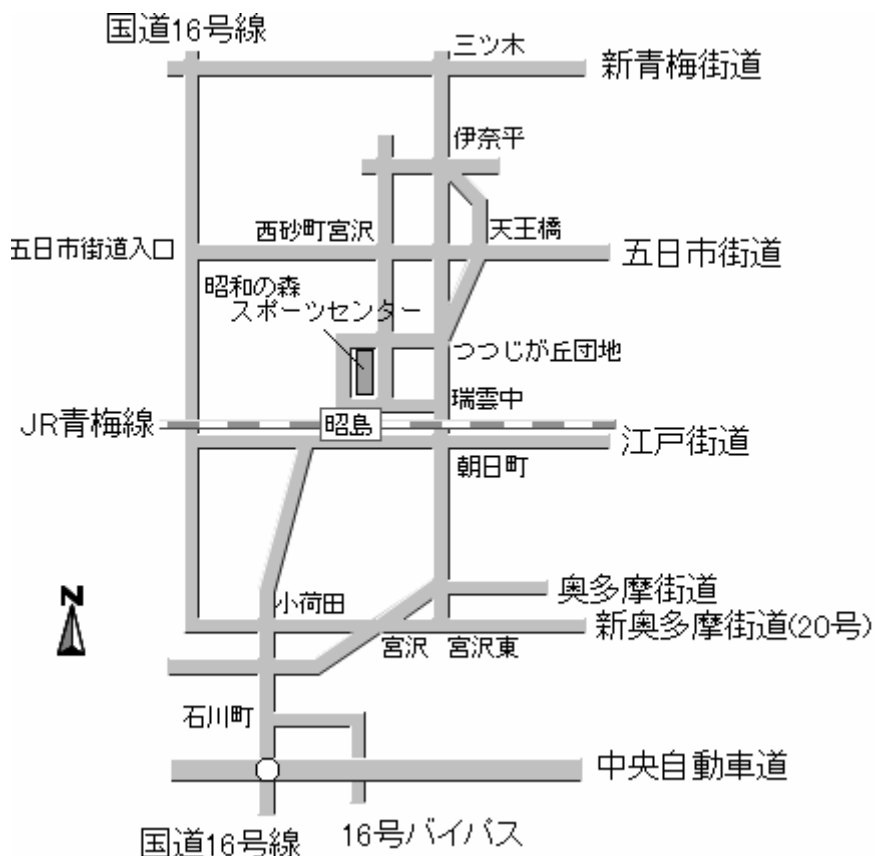 国道16号線
三ツ木
新青梅街道
伊奈平
西砂町宮沢
天王橋
五日市街道入口
五日市街道
昭和の森
スポーツセンター
つつじが丘団地
瑞雲中
JR青梅線
昭島
江戸街道
朝日町
N
奥多摩街道
小荷田
新奥多摩街道(20号)
宮沢
宮沢東
石川町
中央自動車道
国道16号線
16号バイパス